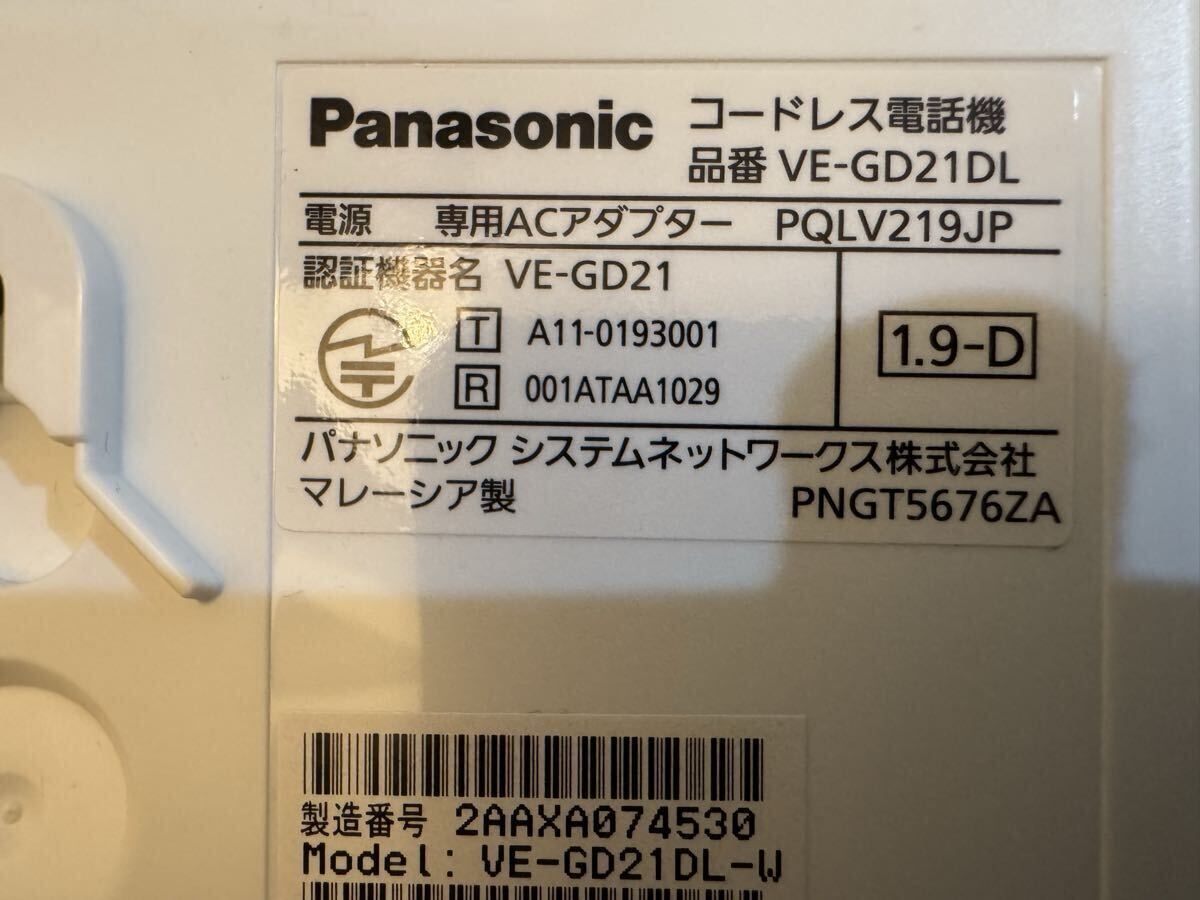 Panasonic
コードレス電話機
品番 VE-GD21DL
電源 専用ACアダプター PQLV219JP
認証機器名 VE-GD21
T A11-0193001
R 001ATAA1029
1.9-D
パナソニック システムネットワークス株式会社
マレーシア製 PNGT5676ZA
製造番号 2AAXA074530
Model: VE-GD21DL-W